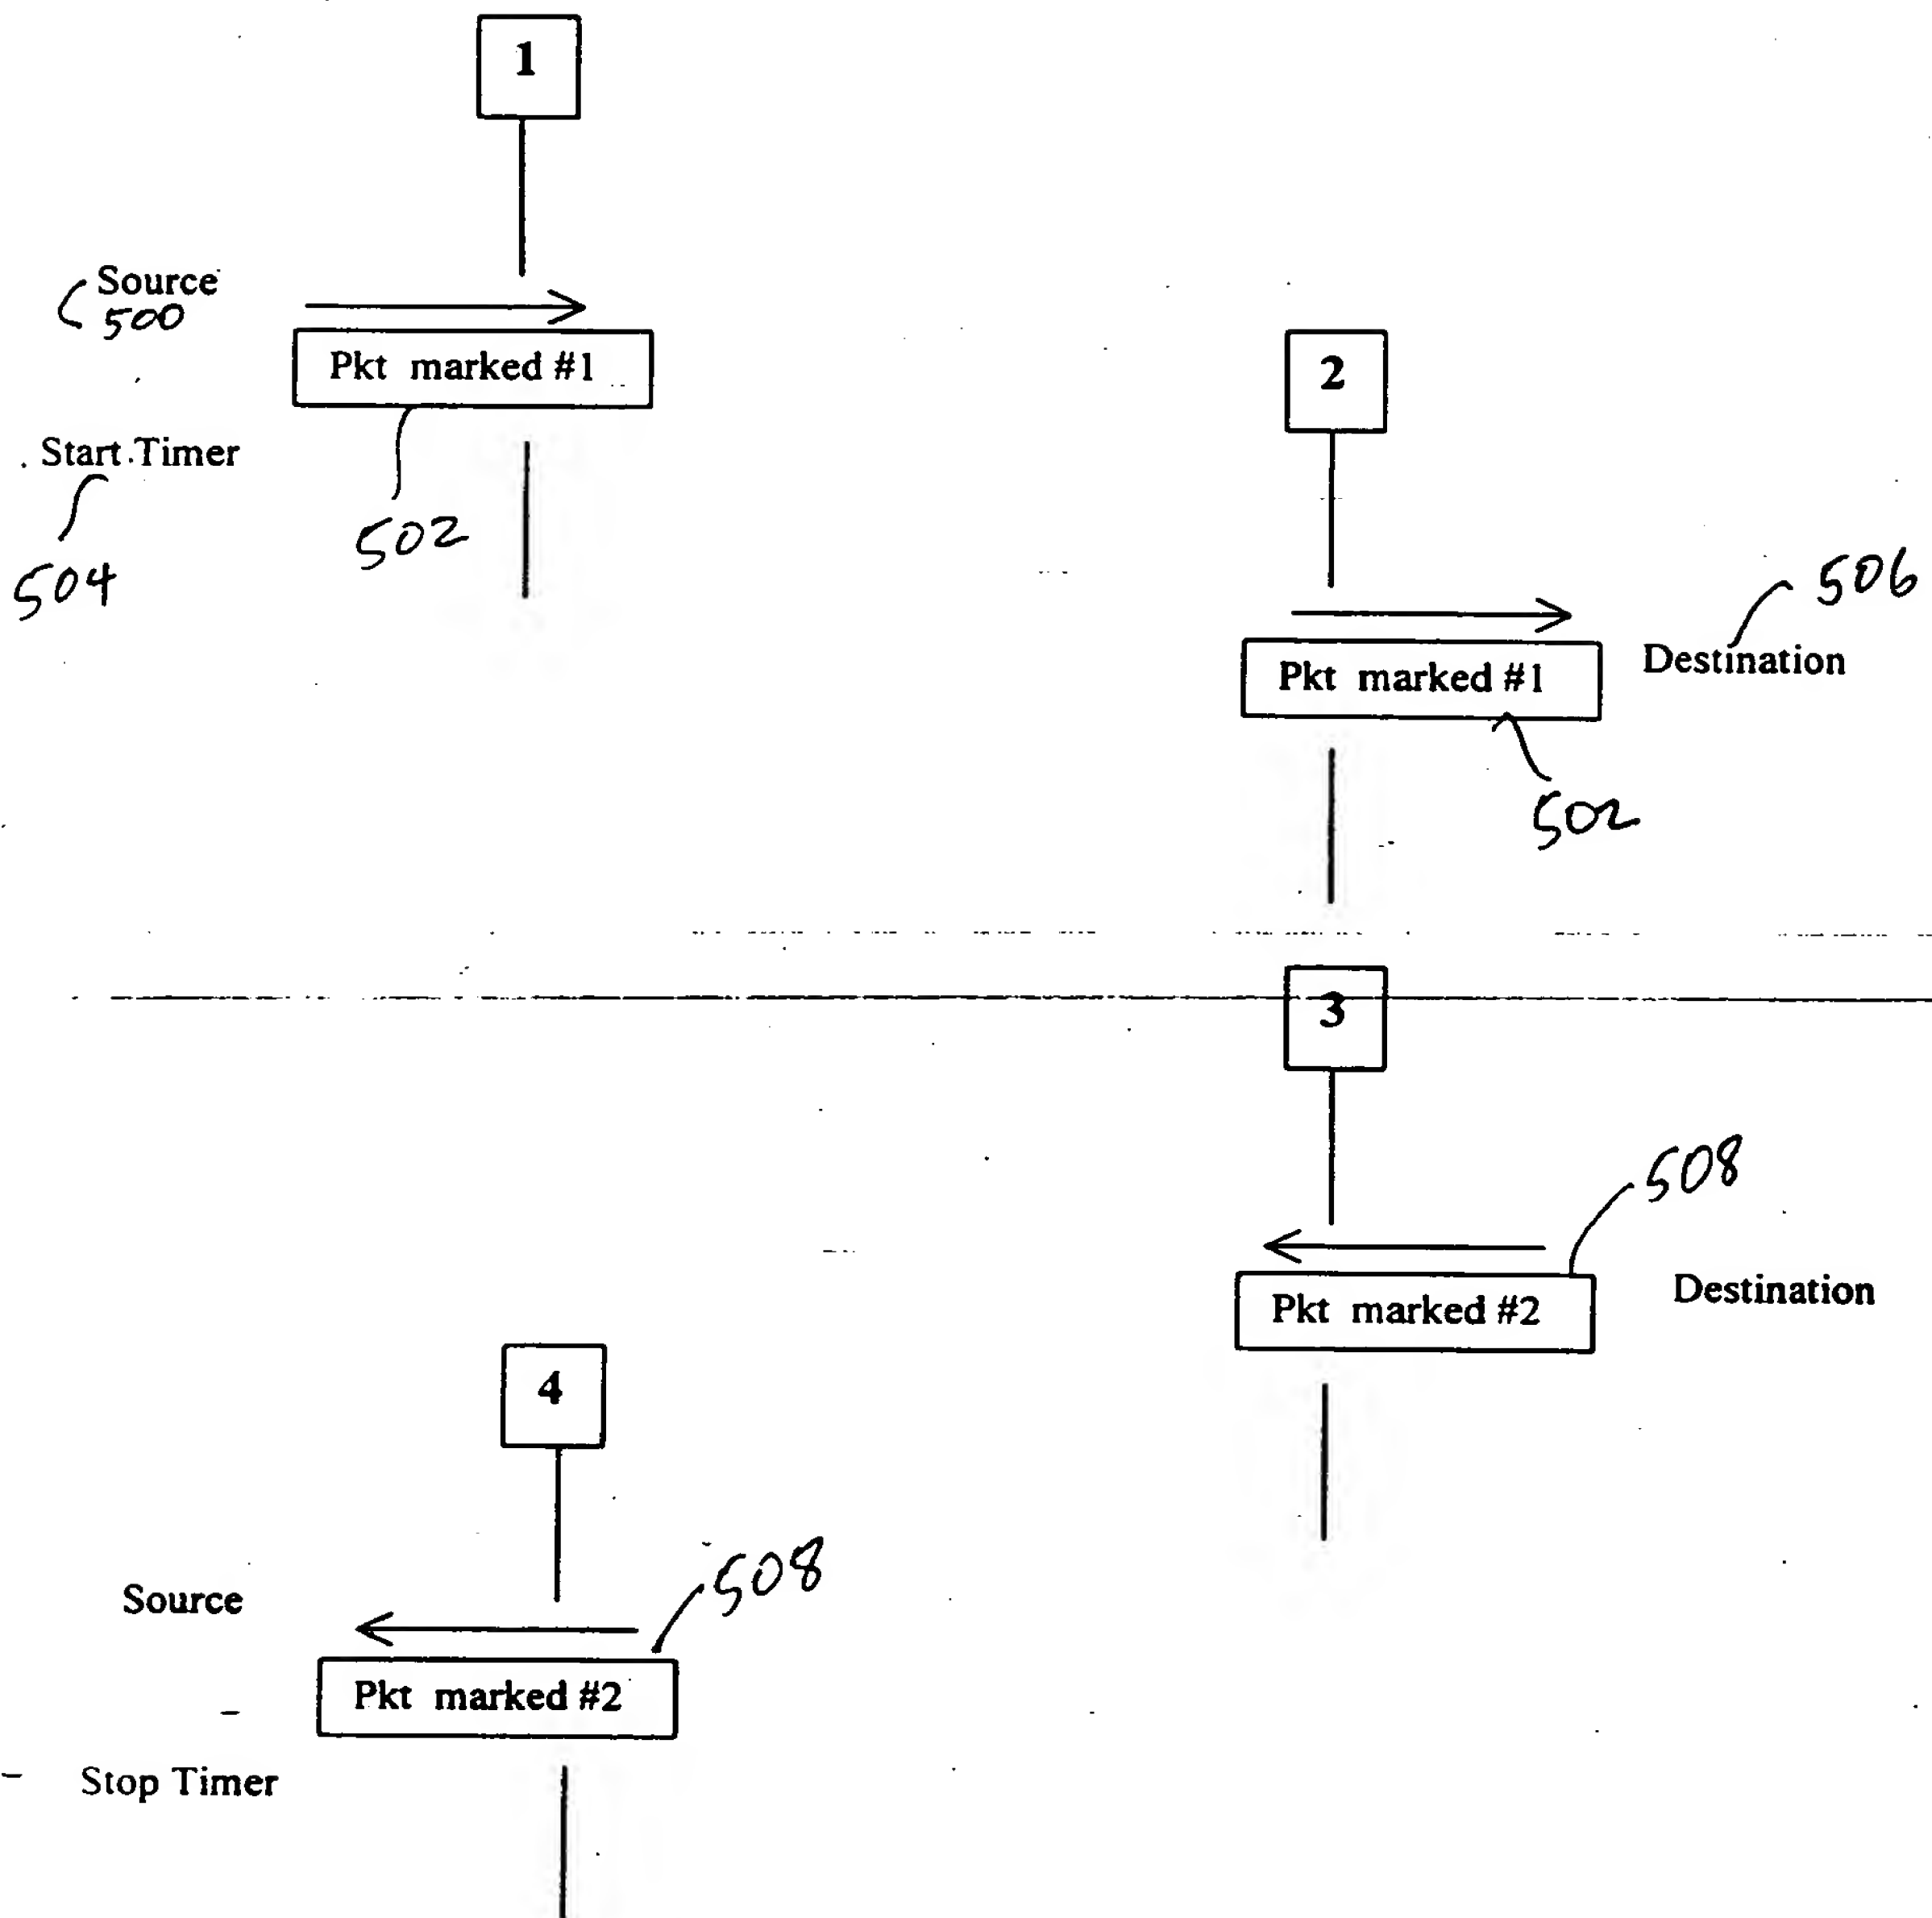 1
Source
500
Pkt marked #1
2
Start Timer
502
504
506
Destination
Pkt marked #1
502
3
508
Destination
Pkt marked #2
4
508
Source
Pkt marked #2
Stop Timer